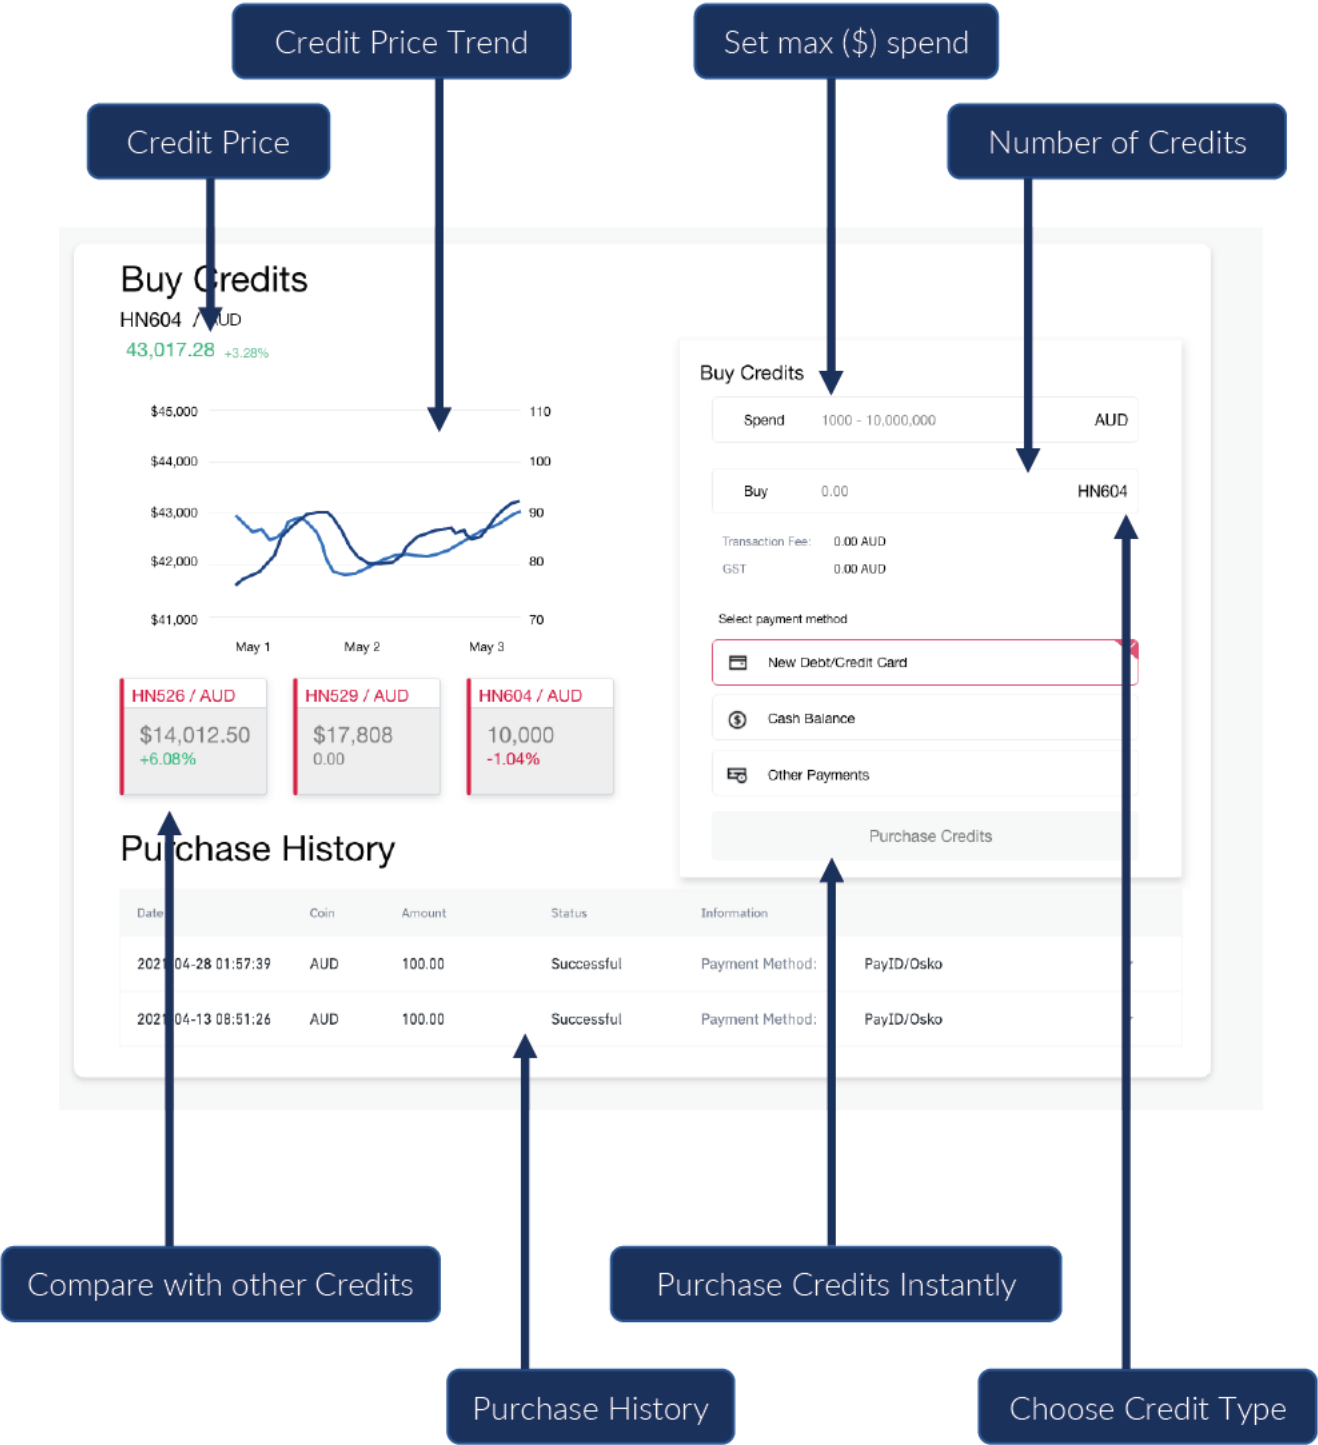 Credit Price Trend
Set max ($) spend
Credit Price
Number of Credits
Buy Credits
HN604 / AUD
43,017.28 +3.28%
$45,000
$44,000
$43,000
$42,000
$41,000
110
100
90
80
70
May 1 May 2 May 3
Buy Credits
Spend 1000 - 10,000,000 AUD
Buy 0.00 HN604
Transaction Fee: 0.00 AUD
GST 0.00 AUD
Select payment method
New Debt/Credit Card
Cash Balance
Other Payments
Purchase Credits
HN526 / AUD
$14,012.50
+6.08%
HN529 / AUD
$17,808
0.00
HN604 / AUD
10,000
-1.04%
Purchase History
Date Coin Amount Status Information
2021-04-28 01:57:39 AUD 100.00 Successful Payment Method: PayID/Osko
2021-04-13 08:51:26 AUD 100.00 Successful Payment Method: PayID/Osko
Compare with other Credits
Purchase Credits Instantly
Purchase History
Choose Credit Type